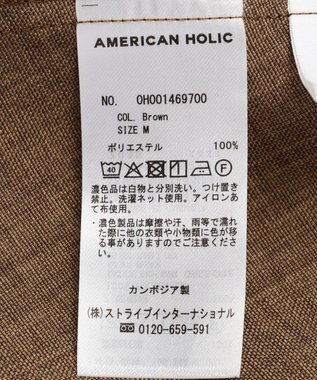 AMERICAN HOLIC
NO. OH001469700
COL. Brown
SIZE M
ポリエステル 100%
40
濃色品は白物と分別洗い。つけ置き
禁止。洗濯ネット使用。アイロンあ
て布使用。
・濃色製品は摩擦や汗、雨等で濡れ
た際に他の衣類や小物類に色が移
る事がありますのでご注意くださ
い。
カンボジア製
(株)ストライプインターナショナル
0120-659-591